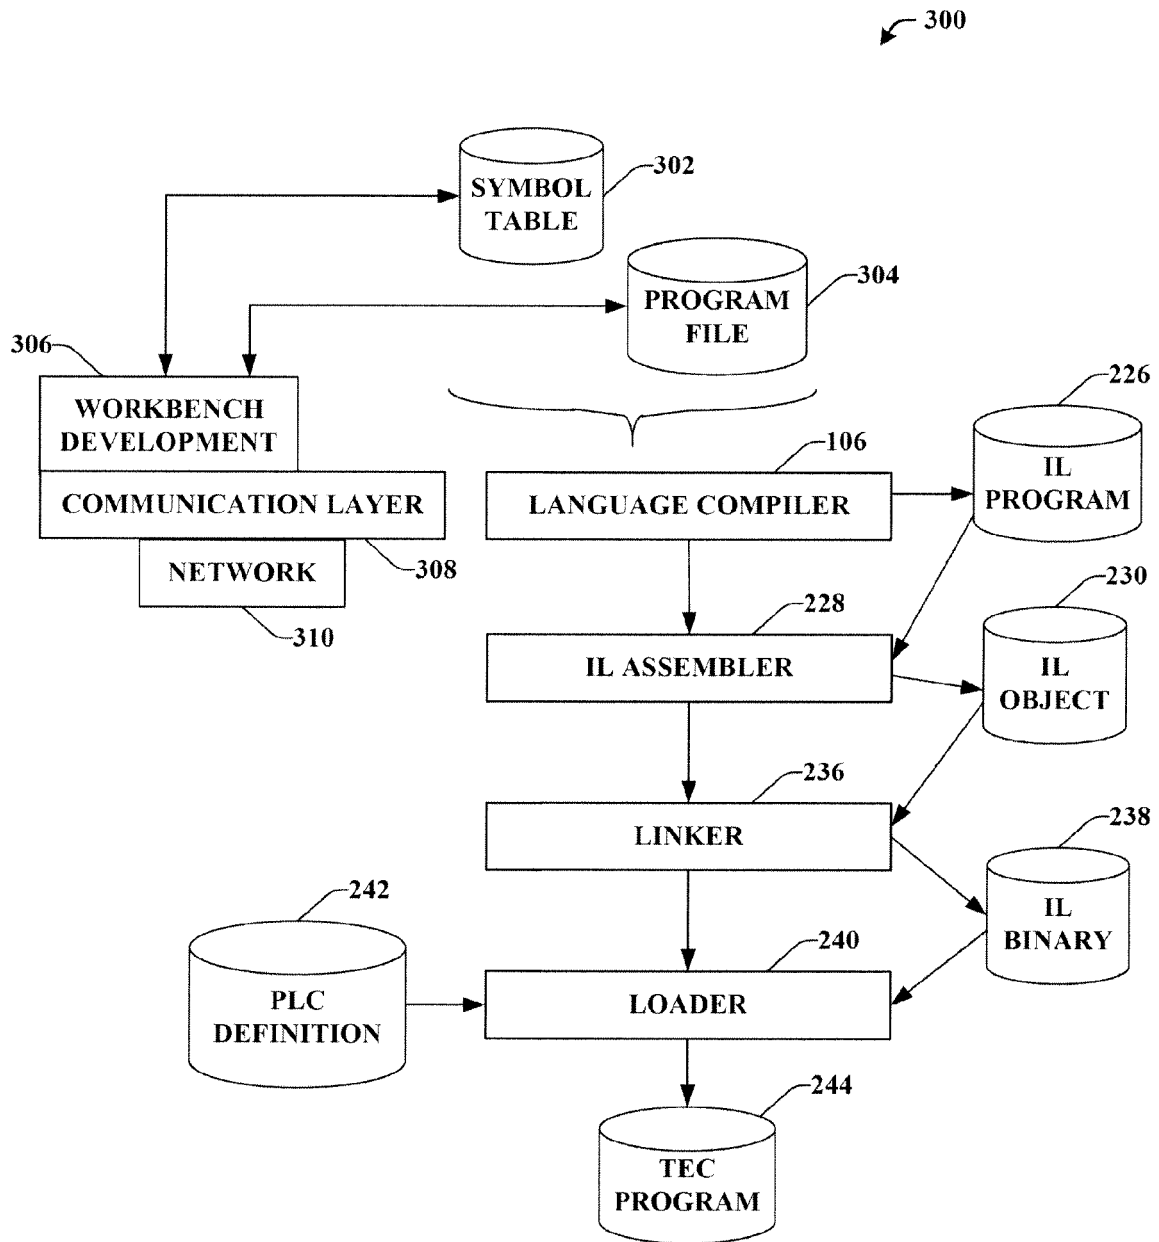 300
SYMBOL
TABLE
302
PROGRAM
FILE
304
306
WORKBENCH
DEVELOPMENT
226
IL
PROGRAM
106
LANGUAGE COMPILER
COMMUNICATION LAYER
308
NETWORK
310
230
IL
OBJECT
228
IL ASSEMBLER
236
LINKER
238
IL
BINARY
242
PLC
DEFINITION
240
LOADER
244
TEC
PROGRAM